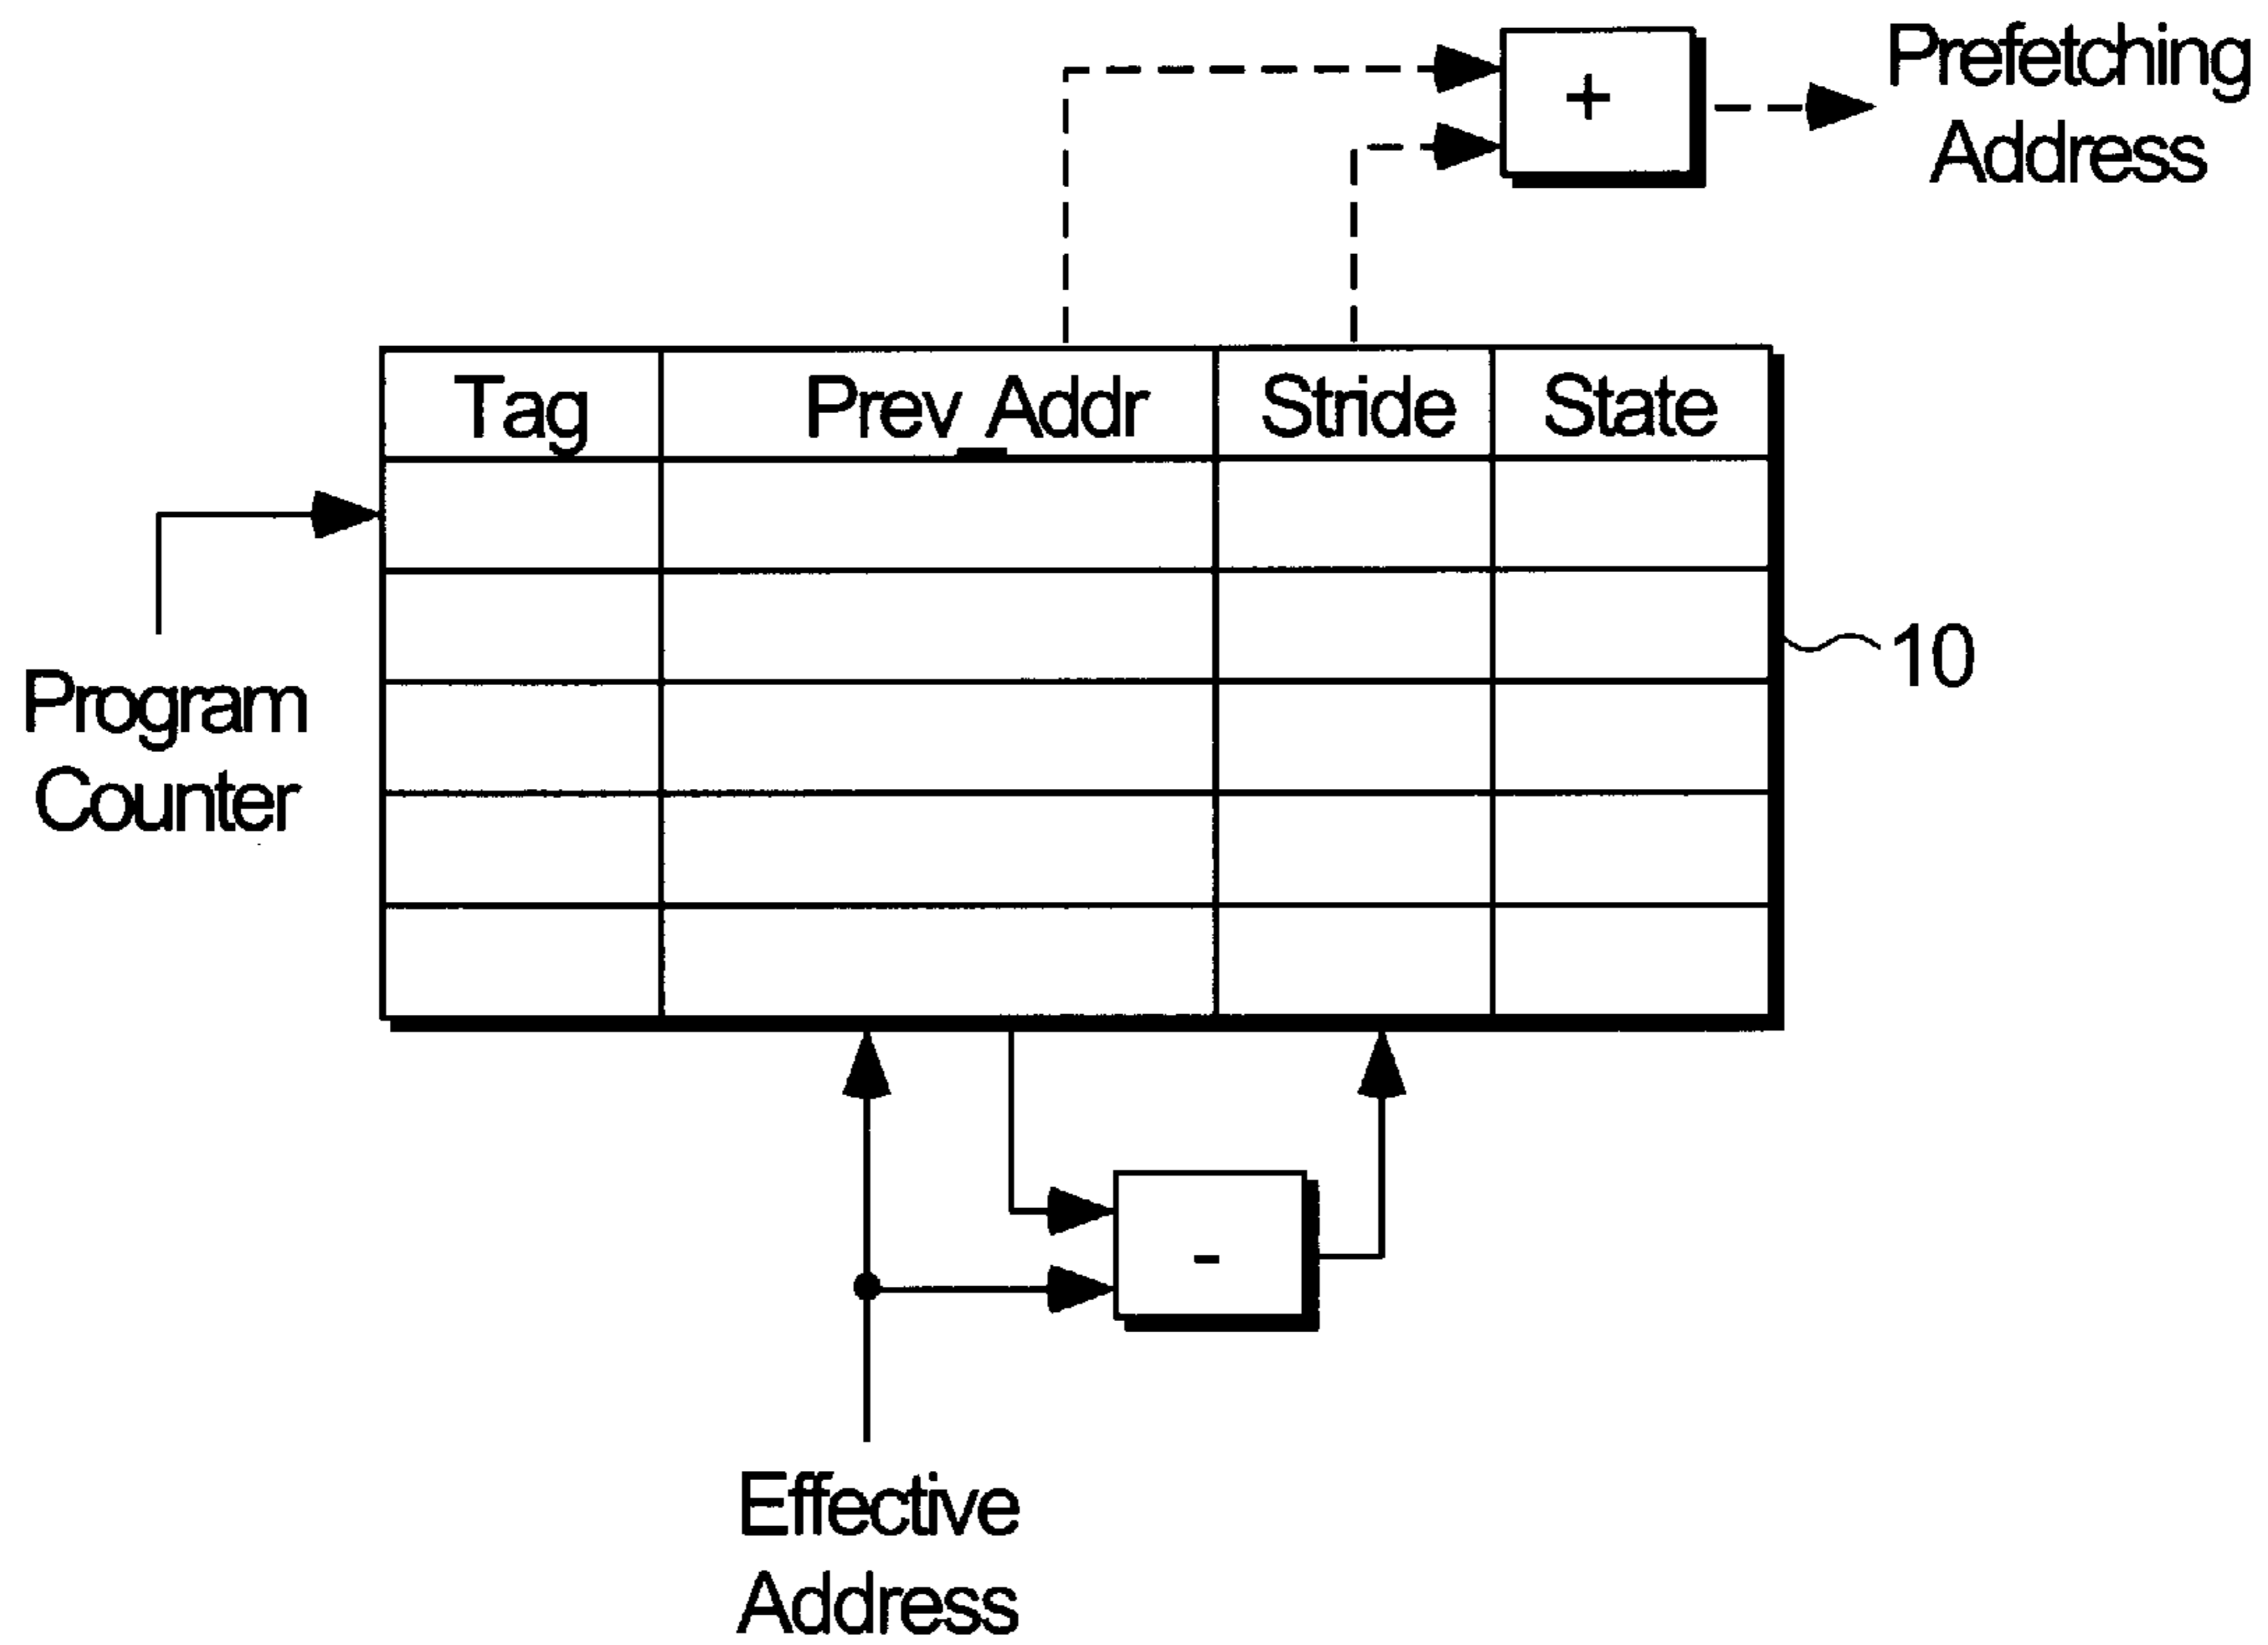 +
Prefetching
Address
Tag Prev_Addr Stride State
10
Program
Counter
-
Effective
Address